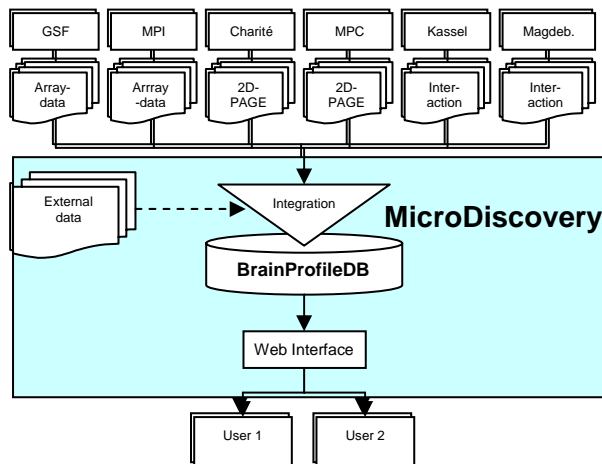 GSF
MPI
Charité
MPC
Kassel
Magdeb.
Array-
data
Arrray
-data
2D-
PAGE
2D-
PAGE
Inter-
action
Inter-
action
External
data
Integration
MicroDiscovery
BrainProfileDB
Web Interface
User 1
User 2